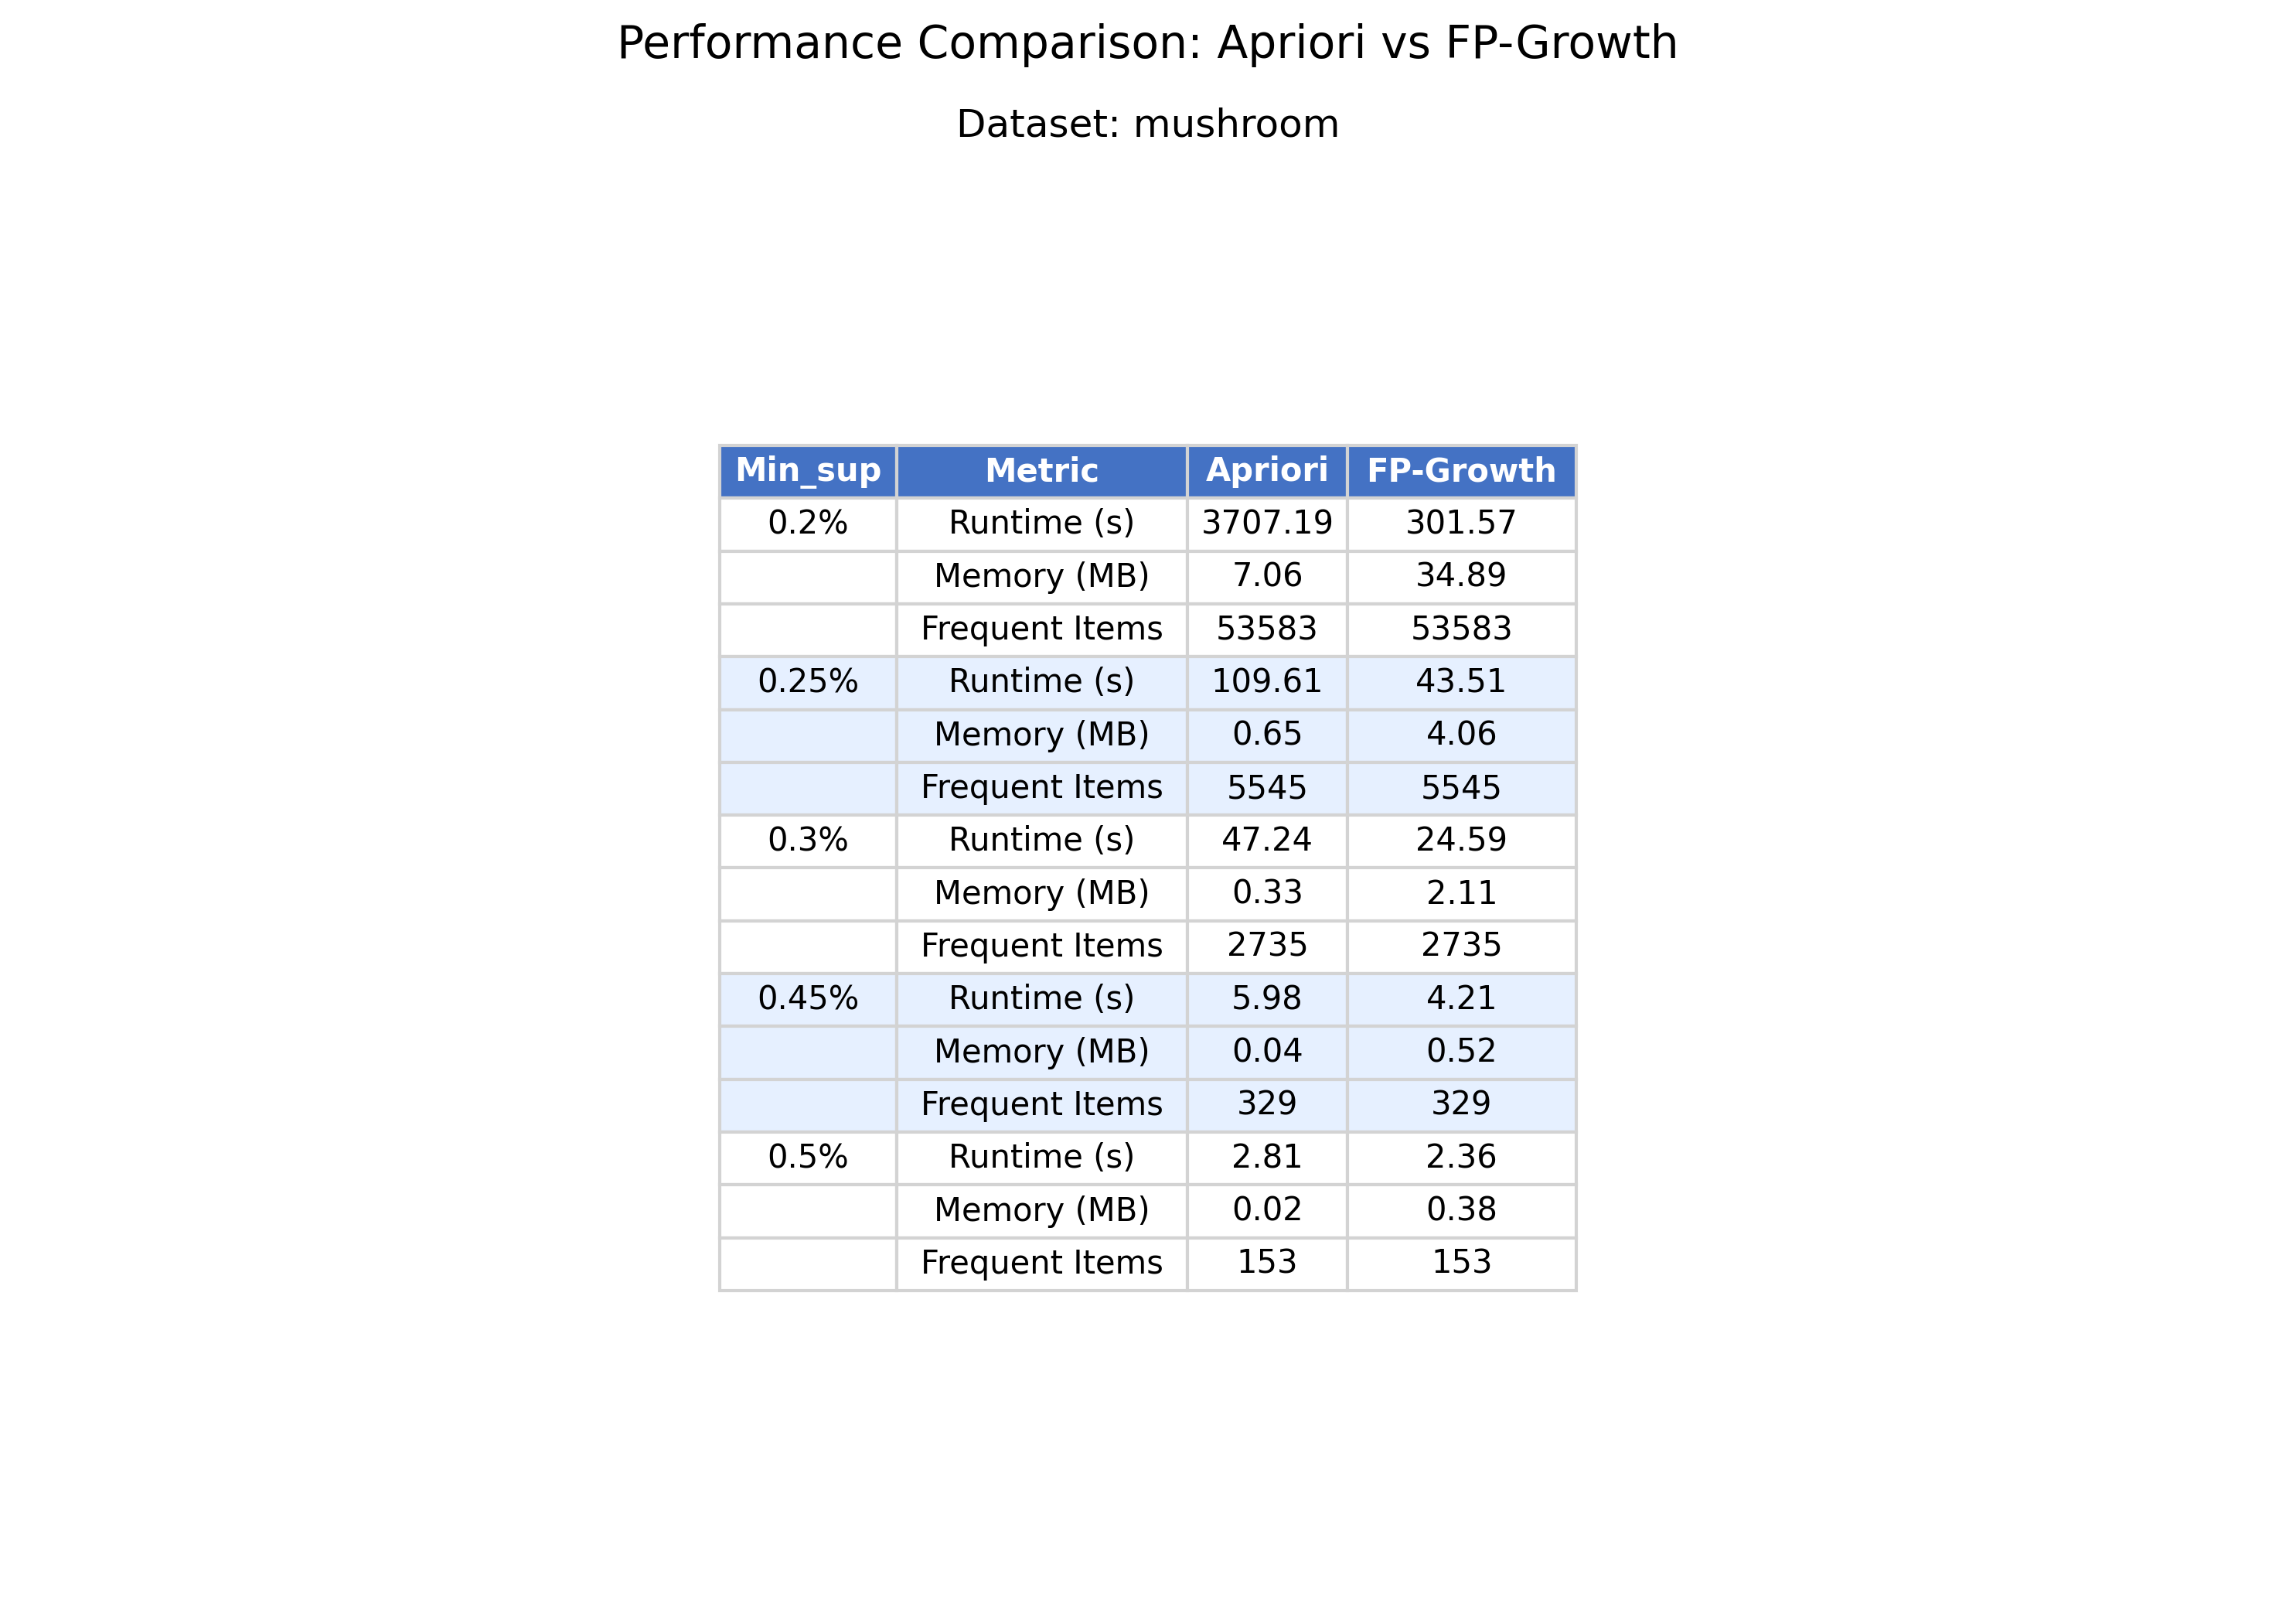 Performance Comparison: Apriori vs FP-Growth
Dataset: mushroom
Min_sup Metric Apriori FP-Growth
0.2% Runtime (s) 3707.19 301.57
Memory (MB) 7.06 34.89
Frequent Items 53583 53583
0.25% Runtime (s) 109.61 43.51
Memory (MB) 0.65 4.06
Frequent Items 5545 5545
0.3% Runtime (s) 47.24 24.59
Memory (MB) 0.33 2.11
Frequent Items 2735 2735
0.45% Runtime (s) 5.98 4.21
Memory (MB) 0.04 0.52
Frequent Items 329 329
0.5% Runtime (s) 2.81 2.36
Memory (MB) 0.02 0.38
Frequent Items 153 153